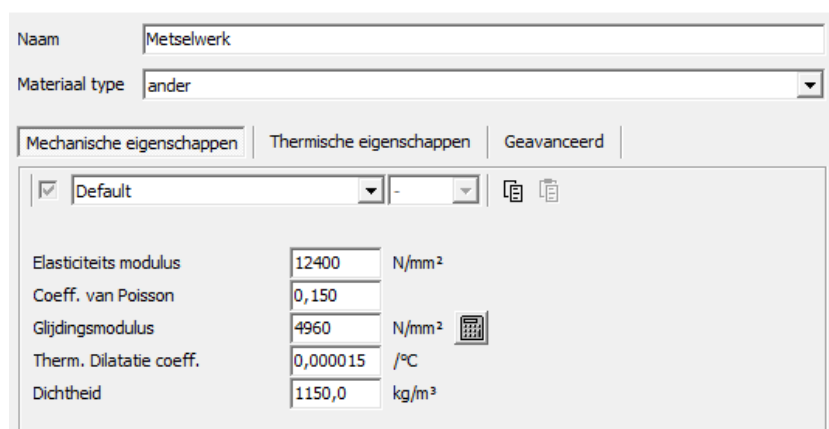 Naam Metselwerk
Materiaal type ander
Mechanische eigenschappen Thermische eigenschappen Geavanceerd
Default -
Elasticiteits modulus 12400 N/mm²
Coeff. van Poisson 0,150
Glijdingsmodulus 4960 N/mm²
Therm. Dilatatie coeff. 0,000015 /°C
Dichtheid 1150,0 kg/m³